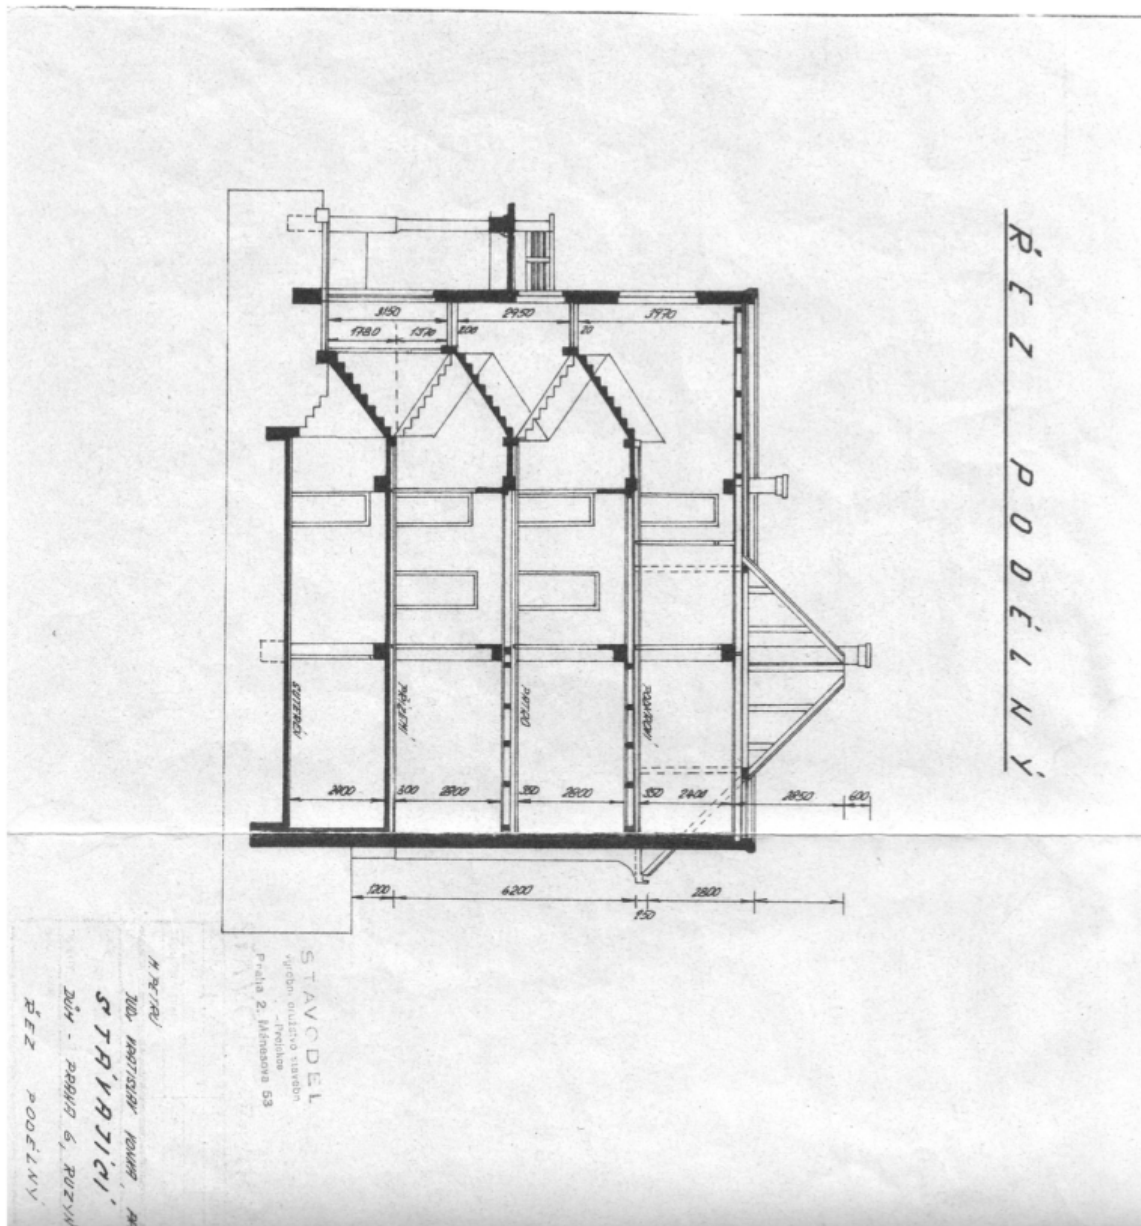 ŘEZ PODÉLNÝ
3150
2950
3970
1780
1370
200
20
SUTERÉN
PŘÍZEMÍ
PATRO
PODKROVÍ
2400
300
2800
350
2800
350
2400
2850
600
1200
6200
150
2800
STAVODEL
výrobní družstvo stavební
Praha 2, Mánesova 53
M. PETRŮ
STÁVAJÍCÍ
DŮM - PRAHA 6, RUZYN
ŘEZ PODÉLNÝ